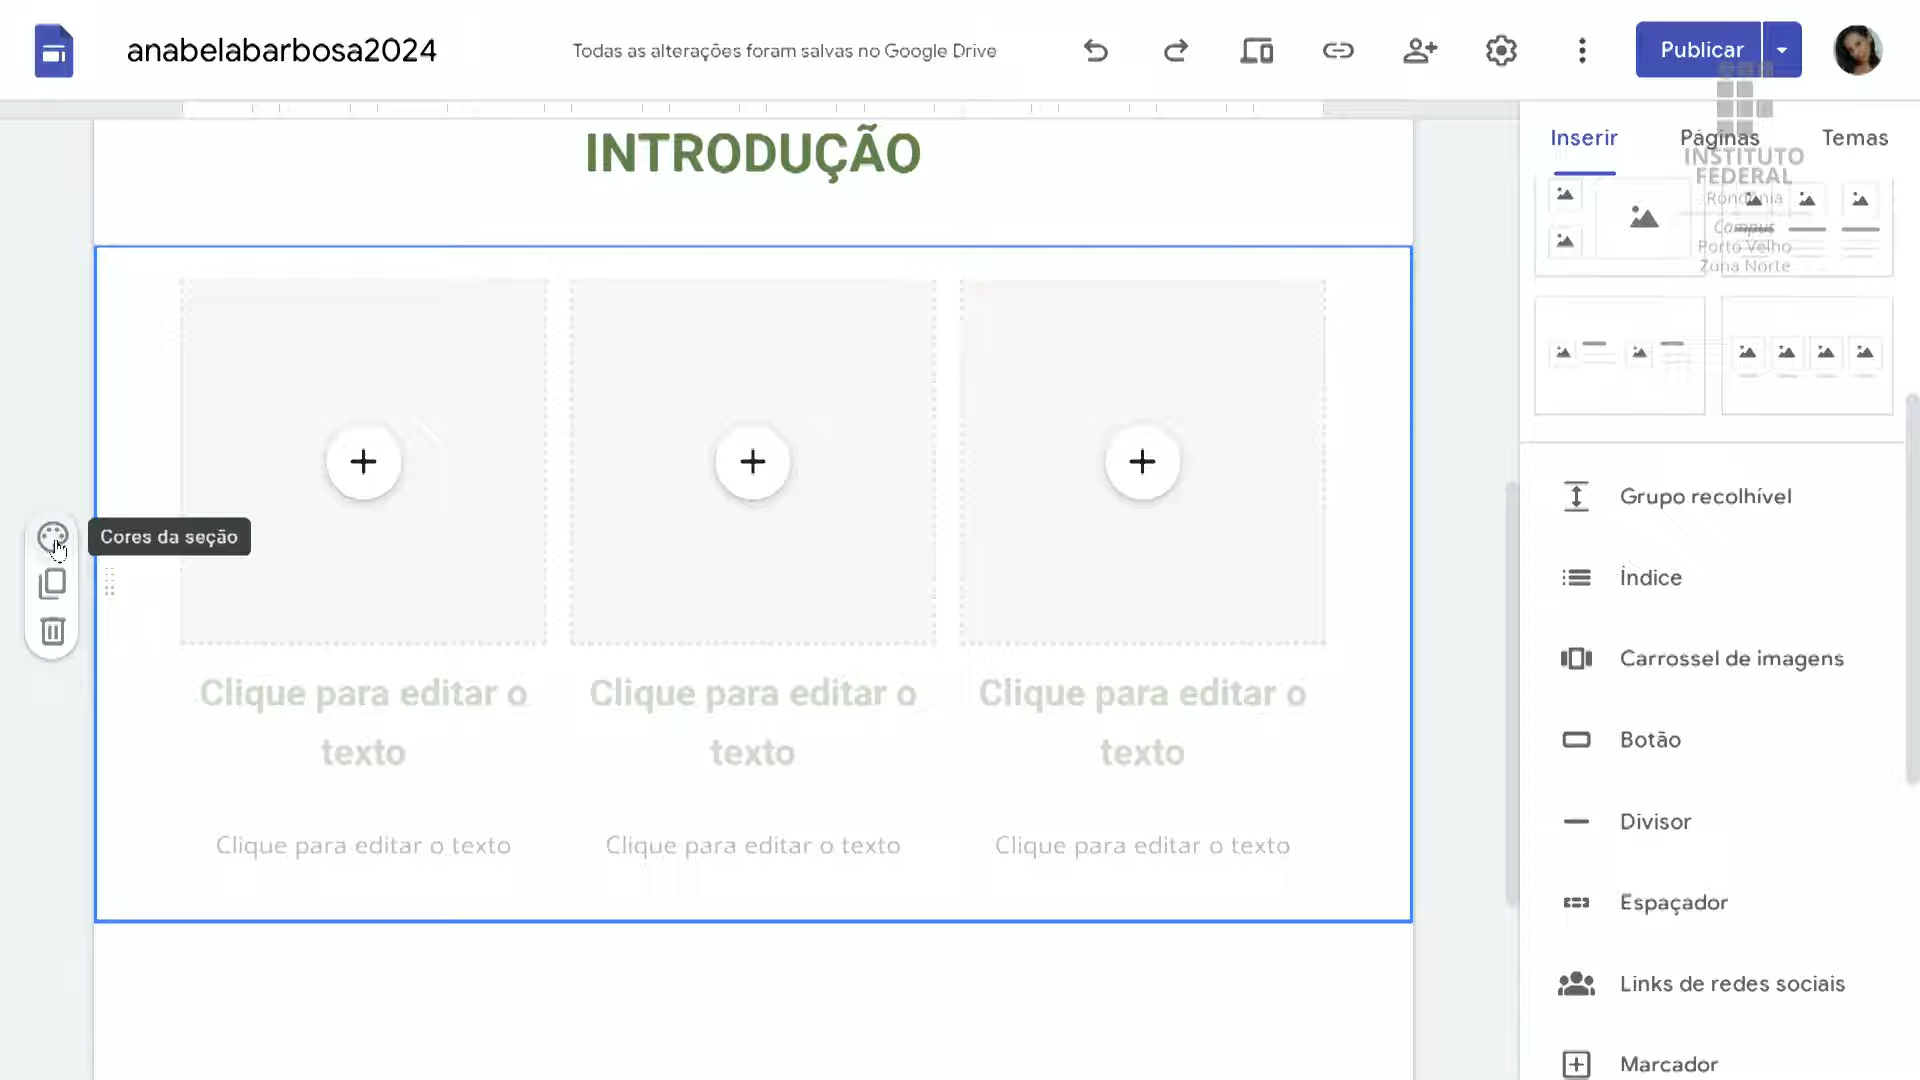 anabelabarbosa2024
Todas as alterações foram salvas no Google Drive
Publicar
Inserir
Páginas
Temas
INSTITUTO
FEDERAL
Rondônia
Campus
Porto Velho
Zona Norte
INTRODUÇÃO
Cores da seção
Clique para editar o
texto
Clique para editar o
texto
Clique para editar o
texto
Clique para editar o texto
Clique para editar o texto
Clique para editar o texto
Grupo recolhível
Índice
Carrossel de imagens
Botão
Divisor
Espaçador
Links de redes sociais
Marcador